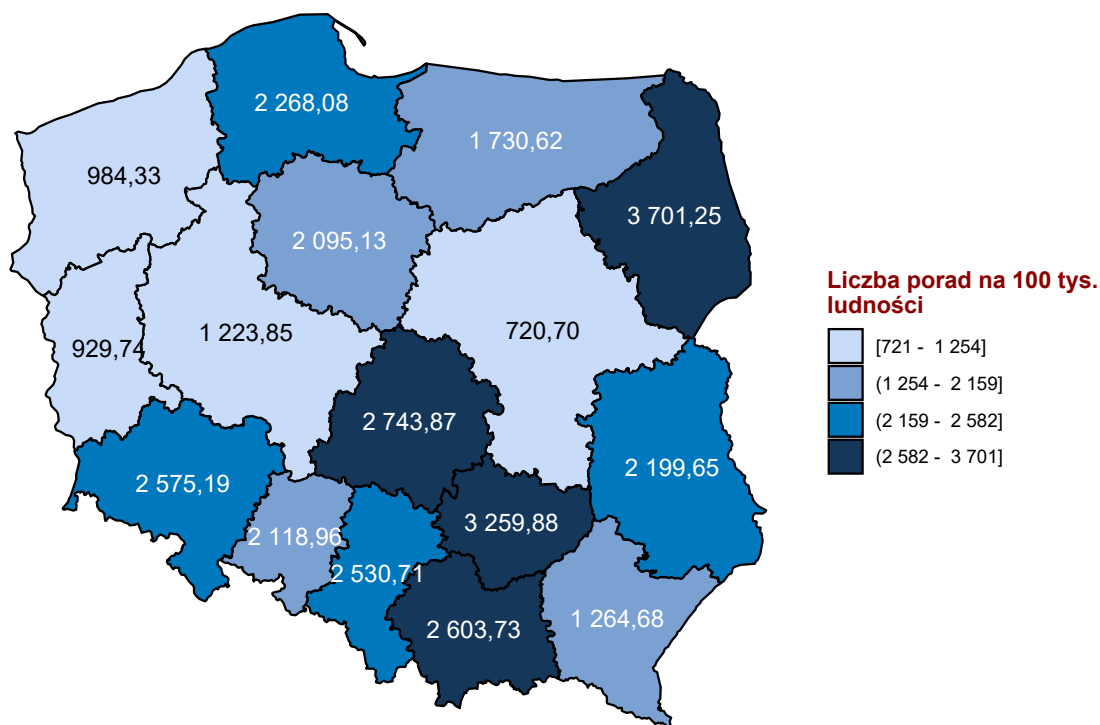 2 268,08
1 730,62
984,33
3 701,25
2 095,13
1 223,85
720,70
929,74
2 743,87
2 199,65
2 575,19
3 259,88
2 118,96
2 530,71
2 603,73
1 264,68
Liczba porad na 100 tys.
ludności
[721 - 1 254]
(1 254 - 2 159]
(2 159 - 2 582]
(2 582 - 3 701]